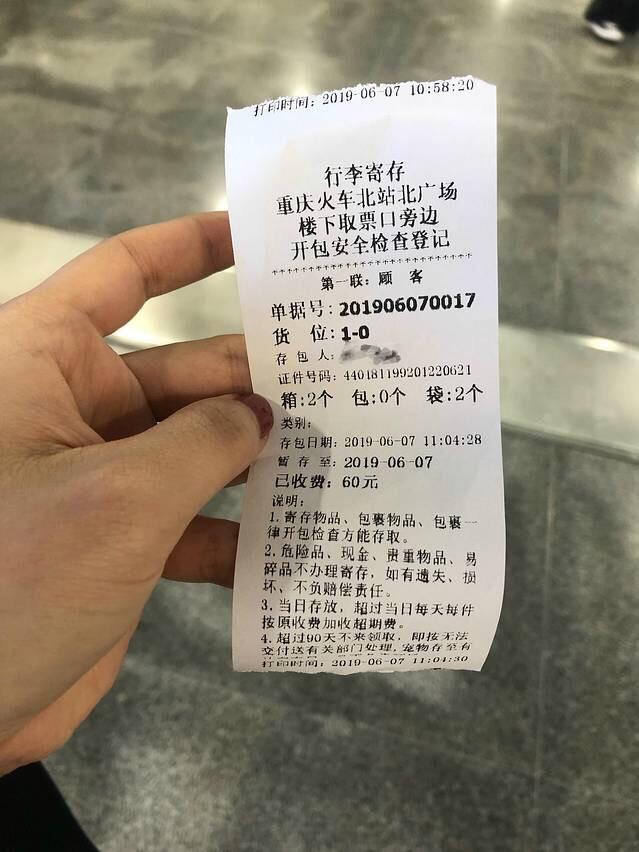 打印时间：2019-06-07 10:58:20
行李寄存
重庆火车北站北广场
楼下取票口旁边
开包安全检查登记
第一联：顾 客
单据号：201906070017
货 位：1-0
存 包 人：
证件号码：440181199201220621
箱:2个 包:0个 袋:2个
类别：
存包日期：2019-06-07 11:04:28
暂 存 至：2019-06-07
已收费：60元
说明：
1. 寄存物品、包裹物品、包裹一
律开包检查方能存取。
2. 危险品、现金、贵重物品、易
碎品不办理寄存，如有遗失、损
坏、不负赔偿责任。
3. 当日存放，超过当日每天每件
按原收费加收超期费。
4. 超过90天不来领取，即按无法
交付送有关部门处理,宠物存至有
打印时间：2019-06-07 11:04:30